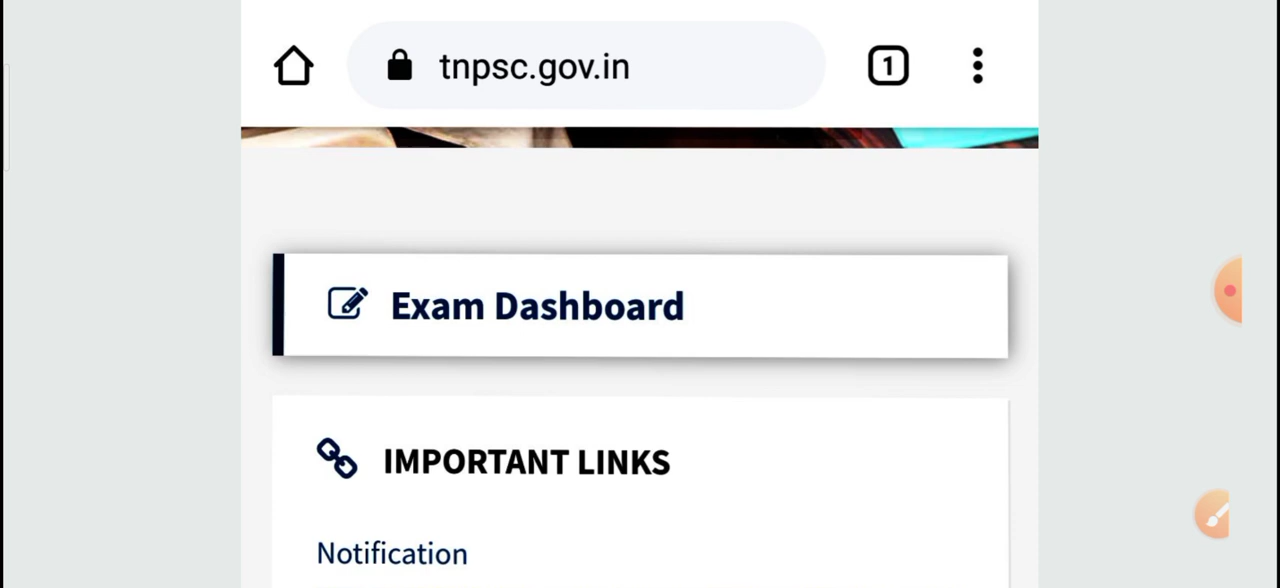 tnpsc.gov.in
1
Exam Dashboard
IMPORTANT LINKS
Notification